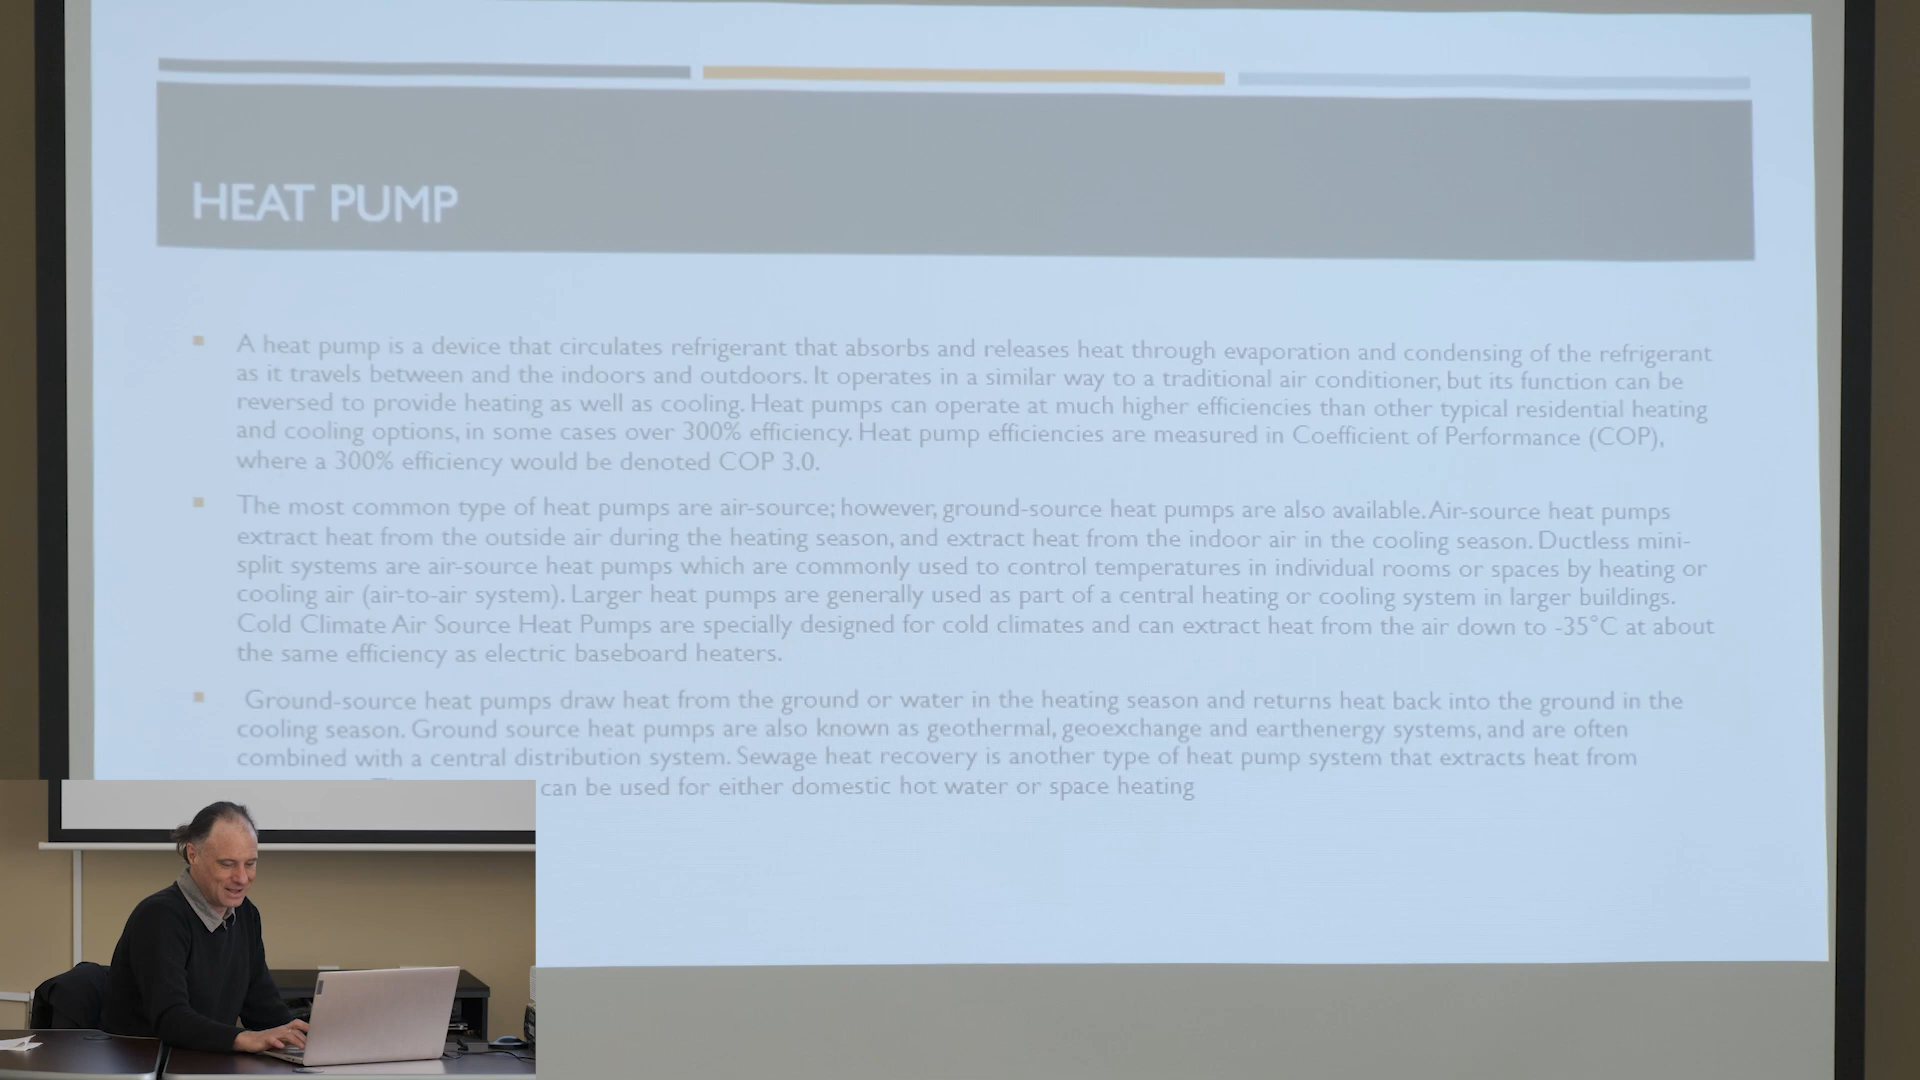 HEAT PUMP
A heat pump is a device that circulates refrigerant that absorbs and releases heat through evaporation and condensing of the refrigerant
as it travels between and the indoors and outdoors. It operates in a similar way to a traditional air conditioner, but its function can be
reversed to provide heating as well as cooling. Heat pumps can operate at much higher efficiencies than other typical residential heating
and cooling options, in some cases over 300% efficiency. Heat pump efficiencies are measured in Coefficient of Performance (COP),
where a 300% efficiency would be denoted COP 3.0.
The most common type of heat pumps are air-source; however, ground-source heat pumps are also available. Air-source heat pumps
extract heat from the outside air during the heating season, and extract heat from the indoor air in the cooling season. Ductless mini-
split systems are air-source heat pumps which are commonly used to control temperatures in individual rooms or spaces by heating or
cooling air (air-to-air system). Larger heat pumps are generally used as part of a central heating or cooling system in larger buildings.
Cold Climate Air Source Heat Pumps are specially designed for cold climates and can extract heat from the air down to -35°C at about
the same efficiency as electric baseboard heaters.
Ground-source heat pumps draw heat from the ground or water in the heating season and returns heat back into the ground in the
cooling season. Ground source heat pumps are also known as geothermal, geoexchange and earthenergy systems, and are often
combined with a central distribution system. Sewage heat recovery is another type of heat pump system that extracts heat from
can be used for either domestic hot water or space heating